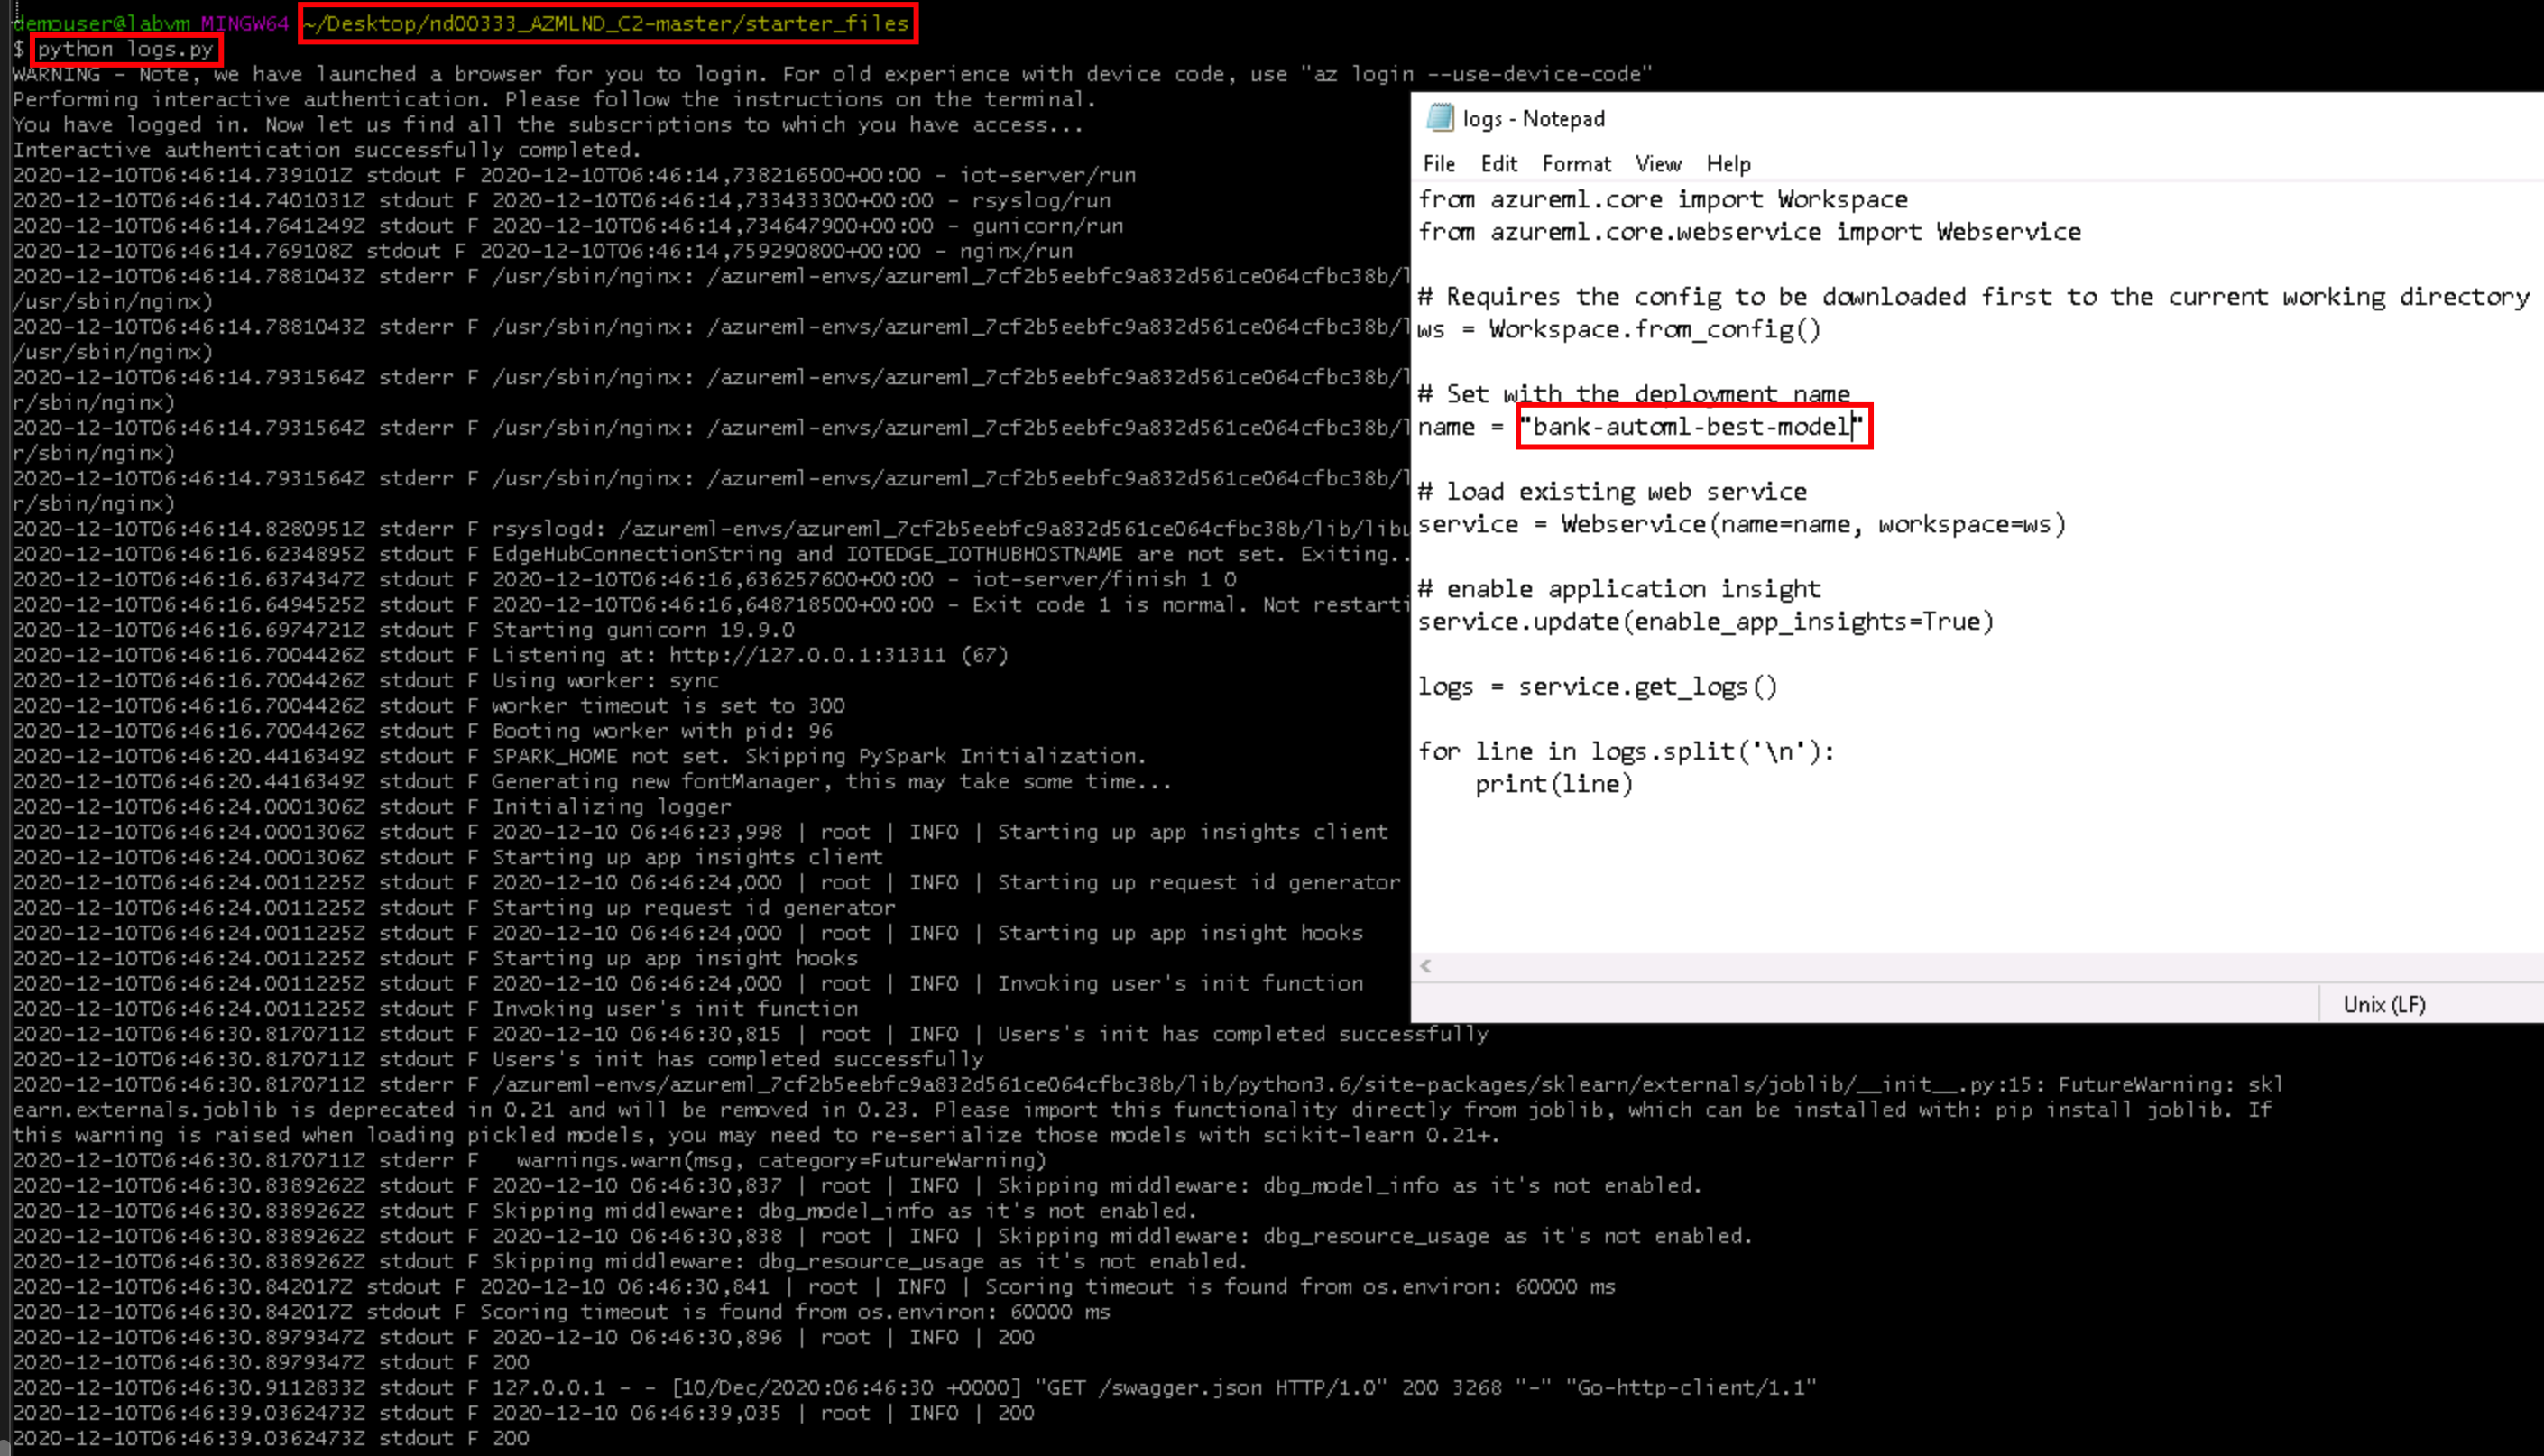 demouser@labvm MINGW64 ~/Desktop/nd00333_AZMLND_C2-master/starter_files
$ python logs.py
WARNING - Note, we have launched a browser for you to login. For old experience with device code, use "az login --use-device-code"
Performing interactive authentication. Please follow the instructions on the terminal.
You have logged in. Now let us find all the subscriptions to which you have access...
Interactive authentication successfully completed.
2020-12-10T06:46:14.739101Z stdout F 2020-12-10T06:46:14,738216500+00:00 - iot-server/run
2020-12-10T06:46:14.7401031Z stdout F 2020-12-10T06:46:14,733433300+00:00 - rsyslog/run
2020-12-10T06:46:14.7641249Z stdout F 2020-12-10T06:46:14,734647900+00:00 - gunicorn/run
2020-12-10T06:46:14.769108Z stdout F 2020-12-10T06:46:14,759290800+00:00 - nginx/run
2020-12-10T06:46:14.7881043Z stderr F /usr/sbin/nginx: /azureml-envs/azureml_7cf2b5eebfc9a832d561ce064cfbc38b/l
/usr/sbin/nginx)
2020-12-10T06:46:14.7881043Z stderr F /usr/sbin/nginx: /azureml-envs/azureml_7cf2b5eebfc9a832d561ce064cfbc38b/l
/usr/sbin/nginx)
2020-12-10T06:46:14.7931564Z stderr F /usr/sbin/nginx: /azureml-envs/azureml_7cf2b5eebfc9a832d561ce064cfbc38b/l
r/sbin/nginx)
2020-12-10T06:46:14.7931564Z stderr F /usr/sbin/nginx: /azureml-envs/azureml_7cf2b5eebfc9a832d561ce064cfbc38b/l
r/sbin/nginx)
2020-12-10T06:46:14.7931564Z stderr F /usr/sbin/nginx: /azureml-envs/azureml_7cf2b5eebfc9a832d561ce064cfbc38b/l
r/sbin/nginx)
2020-12-10T06:46:14.8280951Z stderr F rsyslogd: /azureml-envs/azureml_7cf2b5eebfc9a832d561ce064cfbc38b/lib/libu
2020-12-10T06:46:16.6234895Z stdout F EdgeHubConnectionString and IOTEDGE_IOTHUBHOSTNAME are not set. Exiting..
2020-12-10T06:46:16.6374347Z stdout F 2020-12-10T06:46:16,636257600+00:00 - iot-server/finish 1 0
2020-12-10T06:46:16.6494525Z stdout F 2020-12-10T06:46:16,648718500+00:00 - Exit code 1 is normal. Not restarti
2020-12-10T06:46:16.6974721Z stdout F Starting gunicorn 19.9.0
2020-12-10T06:46:16.7004426Z stdout F Listening at: http://127.0.0.1:31311 (67)
2020-12-10T06:46:16.7004426Z stdout F Using worker: sync
2020-12-10T06:46:16.7004426Z stdout F worker timeout is set to 300
2020-12-10T06:46:16.7004426Z stdout F Booting worker with pid: 96
2020-12-10T06:46:20.4416349Z stdout F SPARK_HOME not set. Skipping PySpark Initialization.
2020-12-10T06:46:20.4416349Z stdout F Generating new fontManager, this may take some time...
2020-12-10T06:46:24.0001306Z stdout F Initializing logger
2020-12-10T06:46:24.0001306Z stdout F 2020-12-10 06:46:23,998 | root | INFO | Starting up app insights client
2020-12-10T06:46:24.0001306Z stdout F Starting up app insights client
2020-12-10T06:46:24.0011225Z stdout F 2020-12-10 06:46:24,000 | root | INFO | Starting up request id generator
2020-12-10T06:46:24.0011225Z stdout F Starting up request id generator
2020-12-10T06:46:24.0011225Z stdout F 2020-12-10 06:46:24,000 | root | INFO | Starting up app insight hooks
2020-12-10T06:46:24.0011225Z stdout F Starting up app insight hooks
2020-12-10T06:46:24.0011225Z stdout F 2020-12-10 06:46:24,000 | root | INFO | Invoking user's init function
2020-12-10T06:46:24.0011225Z stdout F Invoking user's init function
2020-12-10T06:46:30.8170711Z stdout F 2020-12-10 06:46:30,815 | root | INFO | Users's init has completed successfully
2020-12-10T06:46:30.8170711Z stdout F Users's init has completed successfully
2020-12-10T06:46:30.8170711Z stderr F /azureml-envs/azureml_7cf2b5eebfc9a832d561ce064cfbc38b/lib/python3.6/site-packages/sklearn/externals/joblib/__init__.py:15: FutureWarning: skl
earn.externals.joblib is deprecated in 0.21 and will be removed in 0.23. Please import this functionality directly from joblib, which can be installed with: pip install joblib. If
this warning is raised when loading pickled models, you may need to re-serialize those models with scikit-learn 0.21+.
2020-12-10T06:46:30.8170711Z stderr F   warnings.warn(msg, category=FutureWarning)
2020-12-10T06:46:30.8389262Z stdout F 2020-12-10 06:46:30,837 | root | INFO | Skipping middleware: dbg_model_info as it's not enabled.
2020-12-10T06:46:30.8389262Z stdout F Skipping middleware: dbg_model_info as it's not enabled.
2020-12-10T06:46:30.8389262Z stdout F 2020-12-10 06:46:30,838 | root | INFO | Skipping middleware: dbg_resource_usage as it's not enabled.
2020-12-10T06:46:30.8389262Z stdout F Skipping middleware: dbg_resource_usage as it's not enabled.
2020-12-10T06:46:30.842017Z stdout F 2020-12-10 06:46:30,841 | root | INFO | Scoring timeout is found from os.environ: 60000 ms
2020-12-10T06:46:30.842017Z stdout F Scoring timeout is found from os.environ: 60000 ms
2020-12-10T06:46:30.8979347Z stdout F 2020-12-10 06:46:30,896 | root | INFO | 200
2020-12-10T06:46:30.8979347Z stdout F 200
2020-12-10T06:46:30.9112833Z stdout F 127.0.0.1 - - [10/Dec/2020:06:46:30 +0000] "GET /swagger.json HTTP/1.0" 200 3268 "-" "Go-http-client/1.1"
2020-12-10T06:46:39.0362473Z stdout F 2020-12-10 06:46:39,035 | root | INFO | 200
2020-12-10T06:46:39.0362473Z stdout F 200
logs - Notepad
File Edit Format View Help
from azureml.core import Workspace
from azureml.core.webservice import Webservice
# Requires the config to be downloaded first to the current working directory
ws = Workspace.from_config()
# Set with the deployment name
name = "bank-automl-best-model"
# load existing web service
service = Webservice(name=name, workspace=ws)
# enable application insight
service.update(enable_app_insights=True)
logs = service.get_logs()
for line in logs.split('\n'):
    print(line)
Unix (LF)